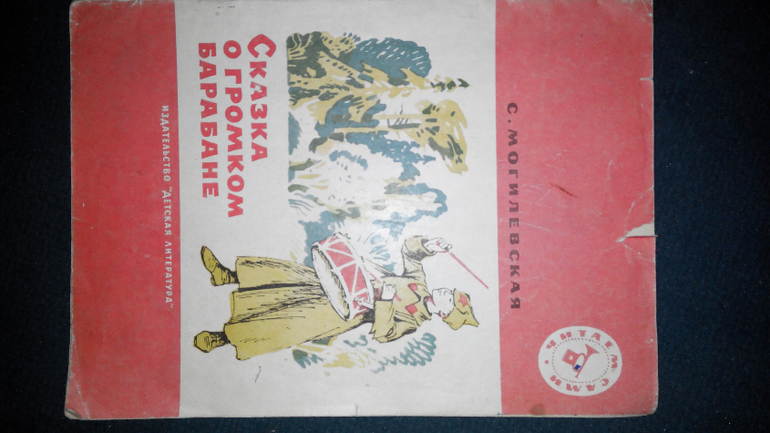 С. МОГИЛЕВСКАЯ
ЧИТАЕМ САМИ
СКАЗКА
О ГРОМКОМ
БАРАБАНЕ
ИЗДАТЕЛЬСТВО "ДЕТСКАЯ ЛИТЕРАТУРА"